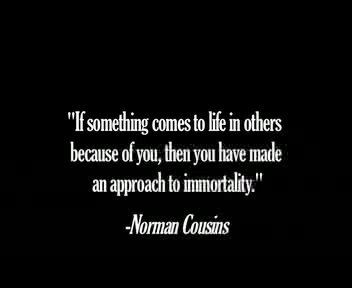 "If something comes to life in others
because of you, then you have made
an approach to immortality."
-Norman Cousins